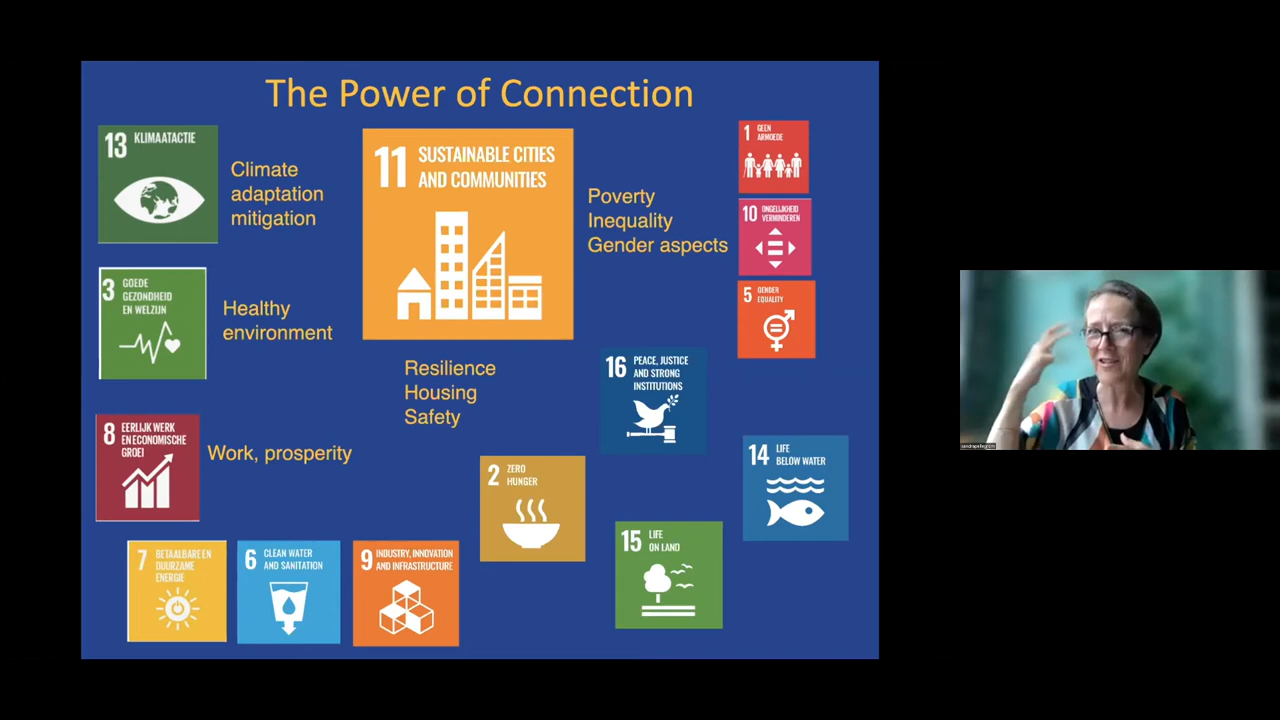 The Power of Connection
13 KLIMAATACTIE
Climate
adaptation
mitigation
11 SUSTAINABLE CITIES
AND COMMUNITIES
Poverty
Inequality
Gender aspects
1 GEEN
ARMOEDE
10 ONGELIJKHEID
VERMINDEREN
5 GENDER
EQUALITY
3 GOEDE
GEZONDHEID
EN WELZIJN
Healthy
environment
Resilience
Housing
Safety
16 PEACE, JUSTICE
AND STRONG
INSTITUTIONS
8 EERLIJK WERK
EN ECONOMISCHE
GROEI
Work, prosperity
2 ZERO
HUNGER
14 LIFE
BELOW WATER
7 BETAALBARE EN
DUURZAME
ENERGIE
6 CLEAN WATER
AND SANITATION
9 INDUSTRY, INNOVATION
AND INFRASTRUCTURE
15 LIFE
ON LAND